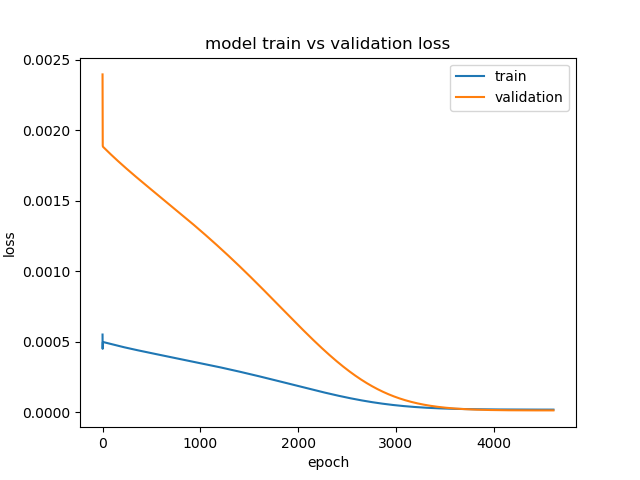 model train vs validation loss
train
validation
0.0025
0.0020
0.0015
0.0010
0.0005
0.0000
loss
0 1000 2000 3000 4000
epoch